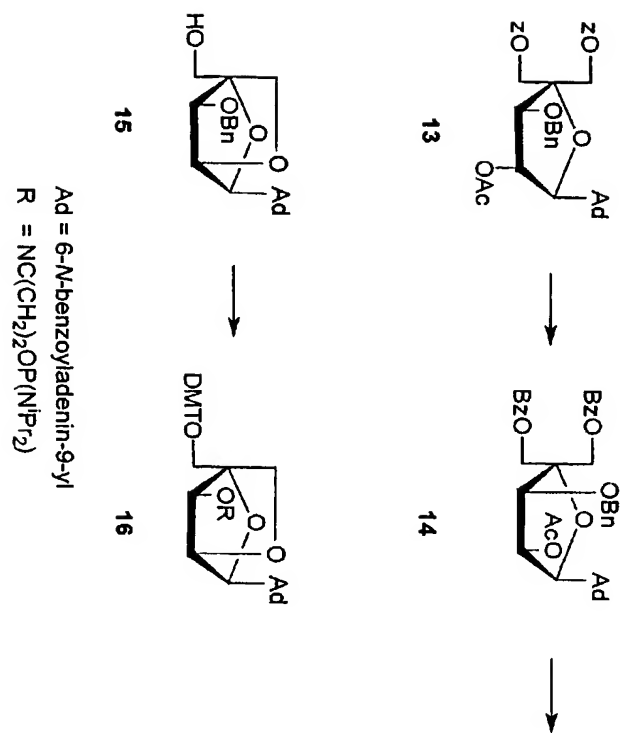 zO
zO
O
Ad
OBn
OAc
13
BzO
BzO
OBn
O
Ad
AcO
14
HO
O
O
Ad
OBn
15
DMTO
O
O
Ad
OR
16
Ad = 6-N-benzoyladenin-9-yl
R = NC(CH₂)₂OP(NⁱPr₂)